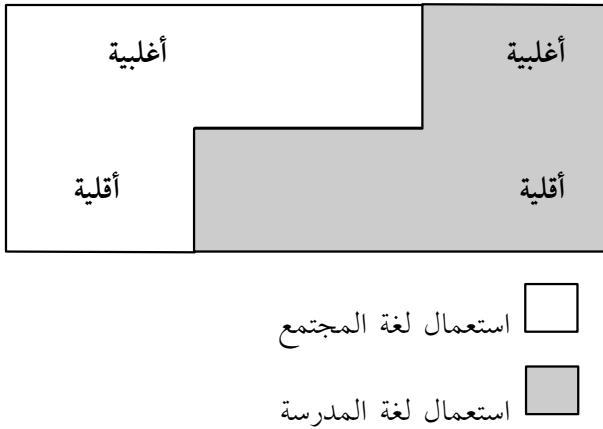 أغلبية
أغلبية
أقلية
أقلية
استعمال لغة المجتمع
استعمال لغة المدرسة